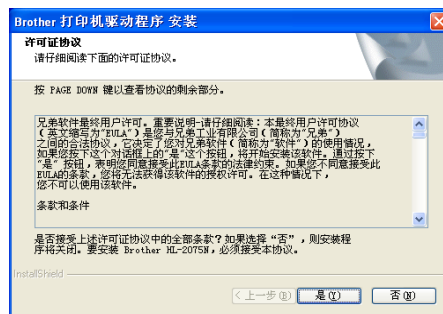 Brother 打印机驱动程序 安装
许可证协议
请仔细阅读下面的许可证协议。
按 PAGE DOWN 键以查看协议的剩余部分。
兄弟软件最终用户许可。重要说明-请仔细阅读：本最终用户许可协议
（英文缩写为"EULA"）是您与兄弟工业有限公司（简称为"兄弟"）
之间的合法协议，它决定了您对兄弟软件（简称为"软件"）的使用情况，
如果您按下这个对话框上的"是"这个按钮，将开始安装该软件。通过按下
"是" 按钮，表明您同意接受此EULA条款的法律约束。如果您不同意接受此
EULA的条款，您将无法获得该软件的授权许可。在这种情况下，
您不可以使用该软件。
条款和条件
是否接受上述许可证协议中的全部条款？如果选择 “否”，则安装程
序将关闭。要安装 Brother HL-2075N，必须接受本协议。
InstallShield
< 上一步(B)
是(Y)
否(N)